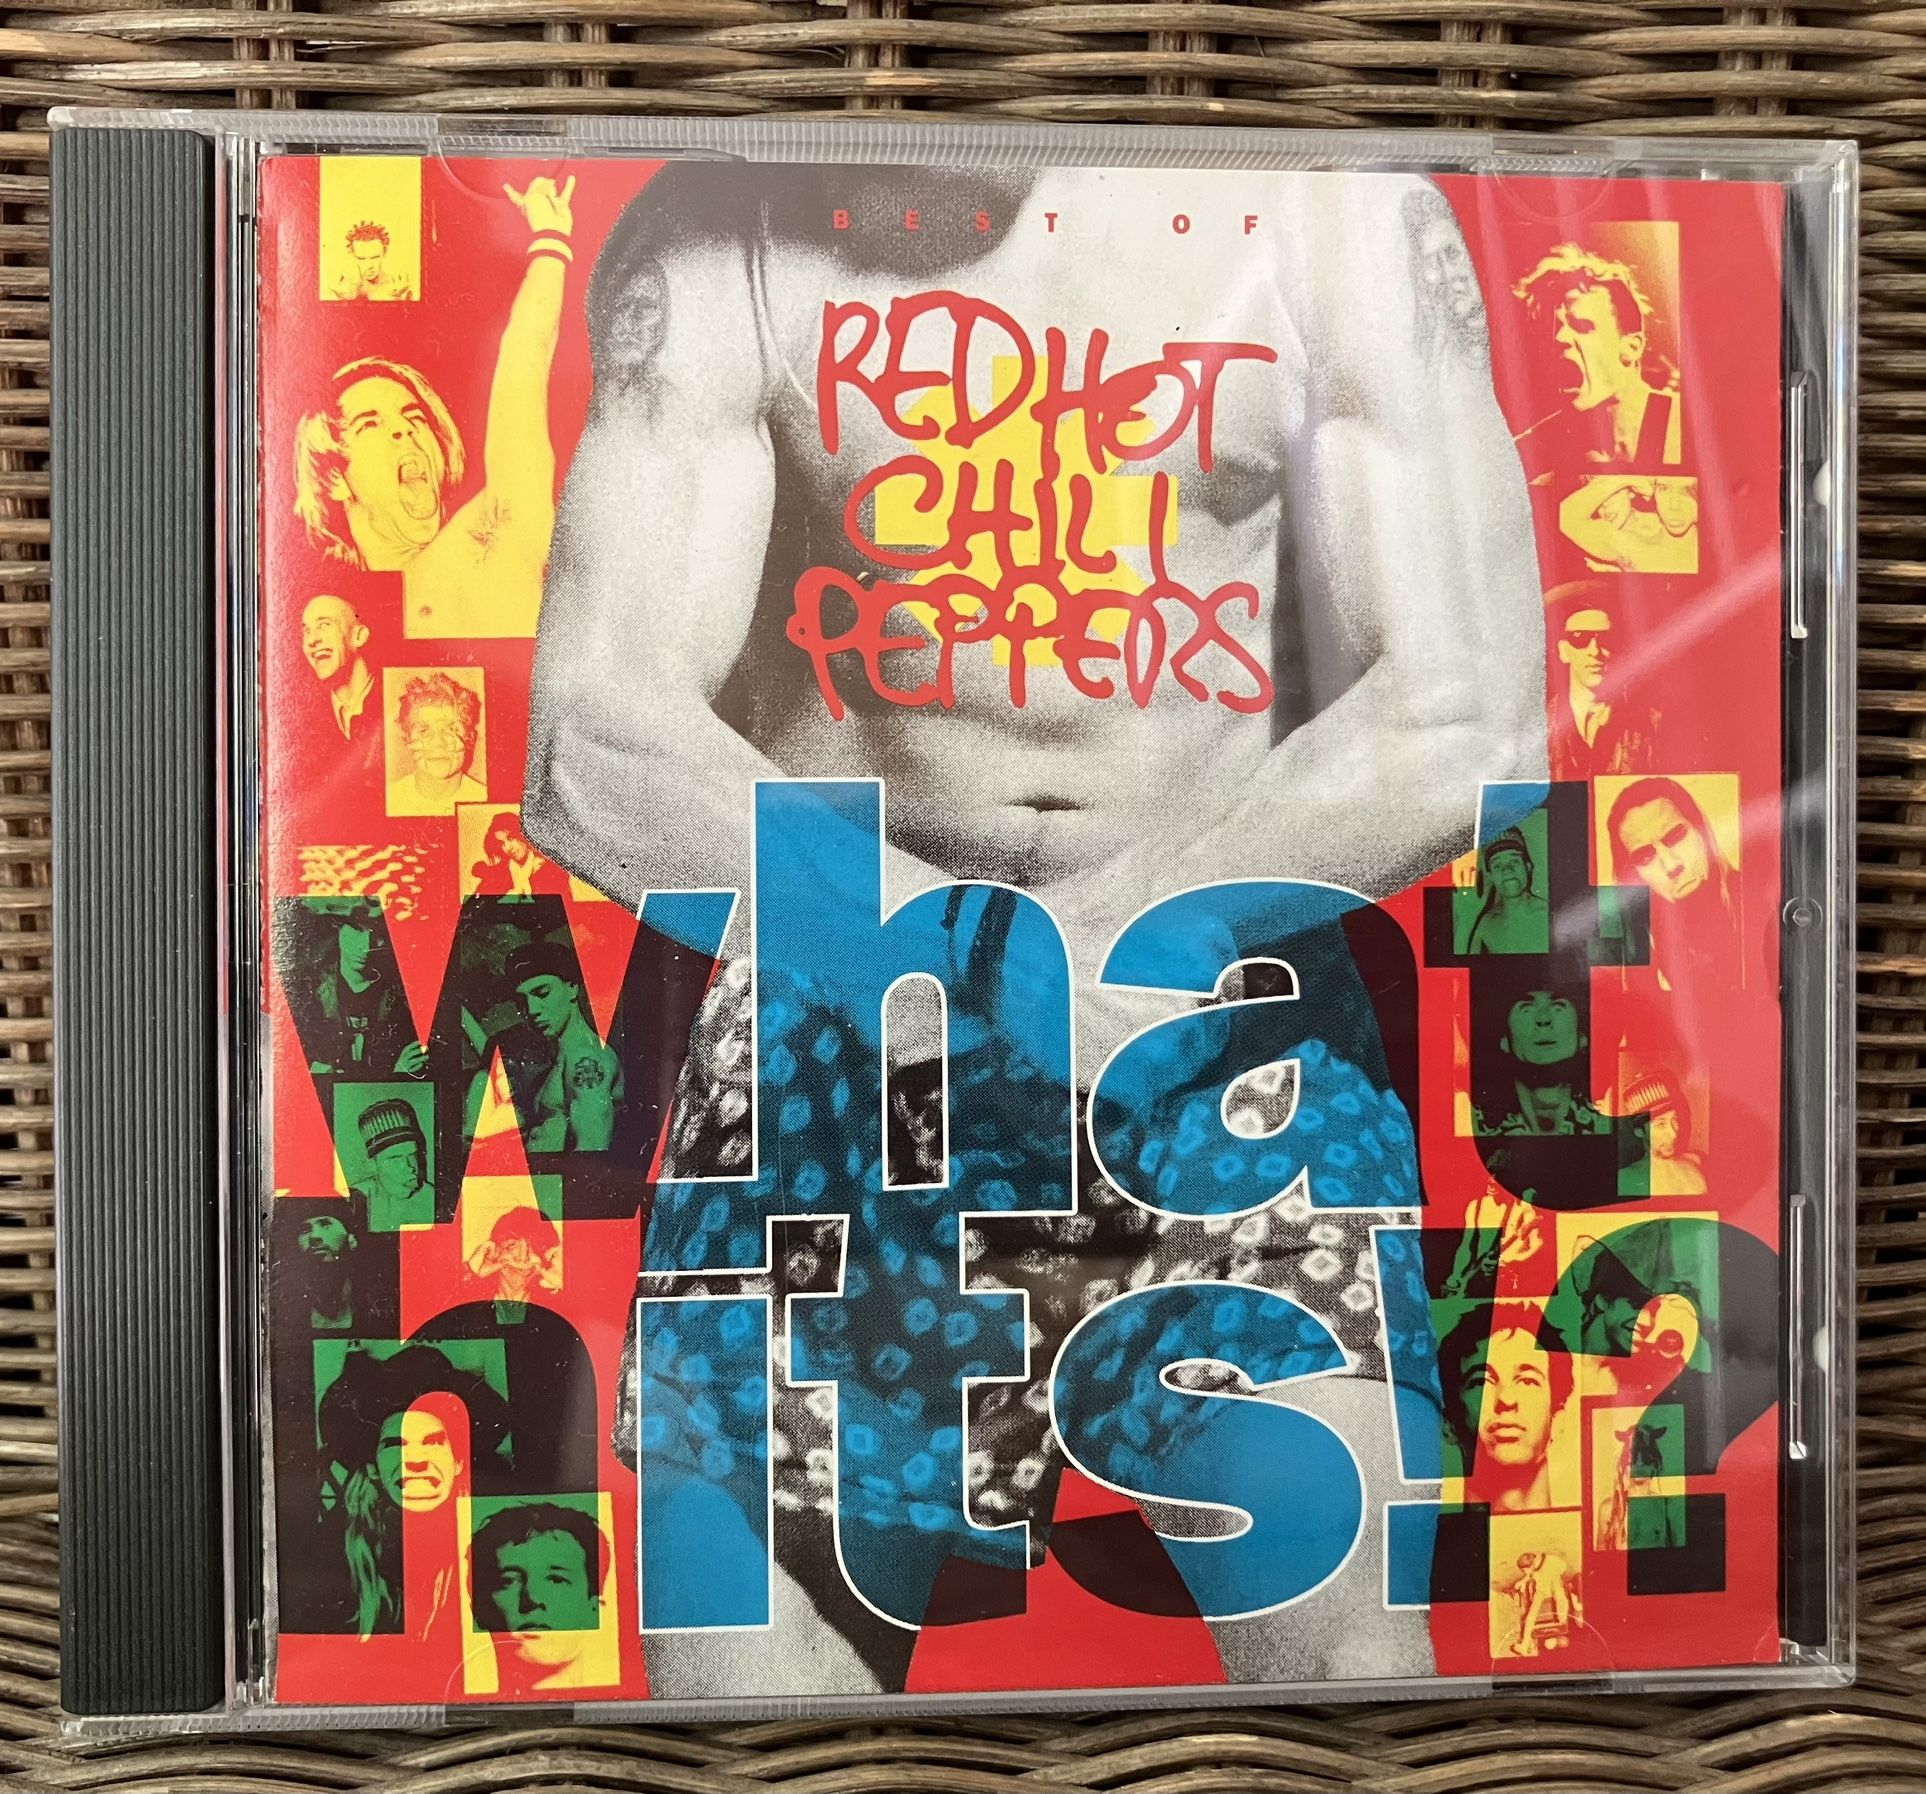 BEST OF
RED HOT
CHILI
PEPPERS
what
hits!?